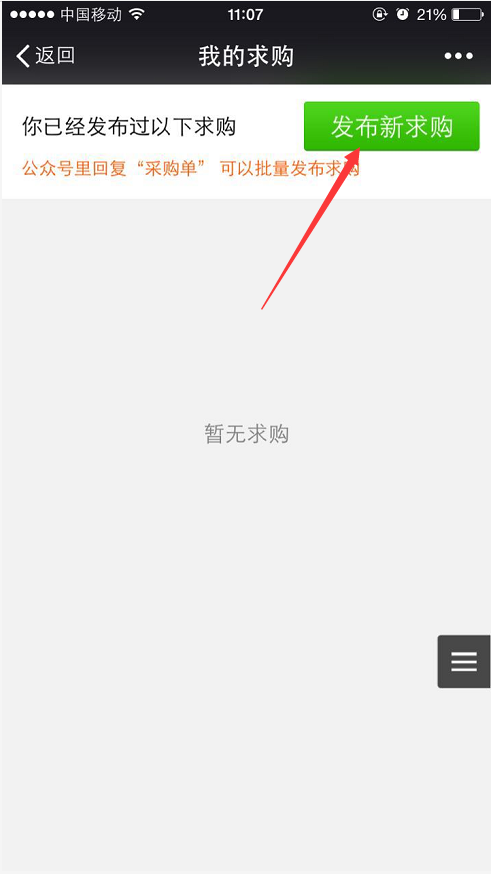 中国移动 11:07 21%
返回 我的求购
你已经发布过以下求购 发布新求购
公众号里回复“采购单” 可以批量发布求购
暂无求购